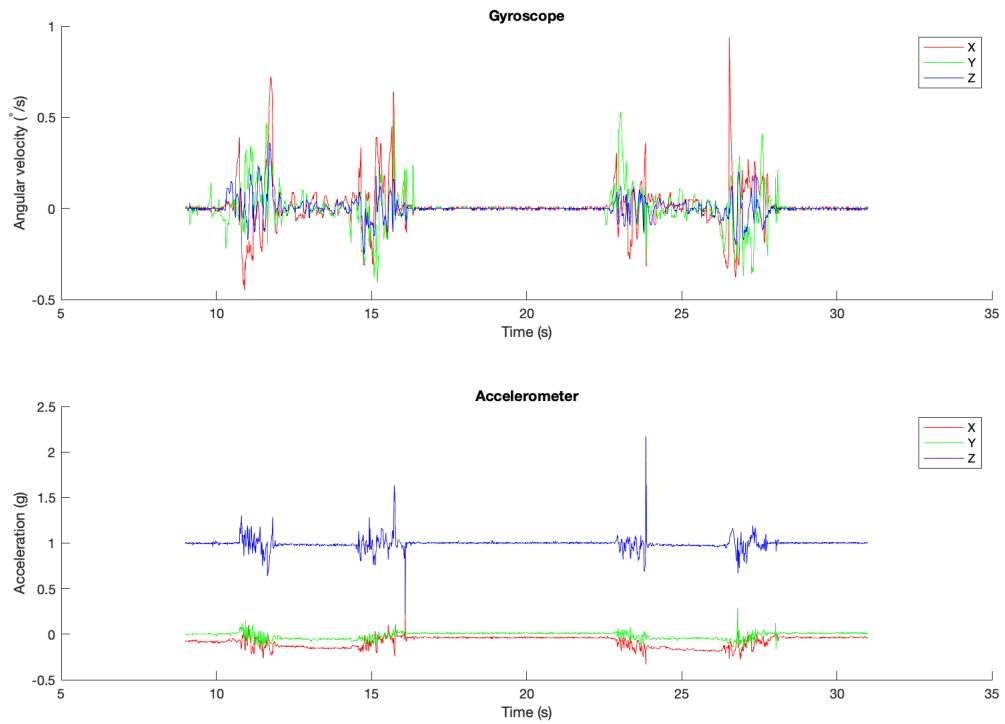 Gyroscope
1
0.5
0
-0.5
Angular velocity (°/s)
X
Y
Z
5 10 15 20 25 30 35
Time (s)
Accelerometer
2.5
2
1.5
1
0.5
0
-0.5
Acceleration (g)
X
Y
Z
5 10 15 20 25 30 35
Time (s)